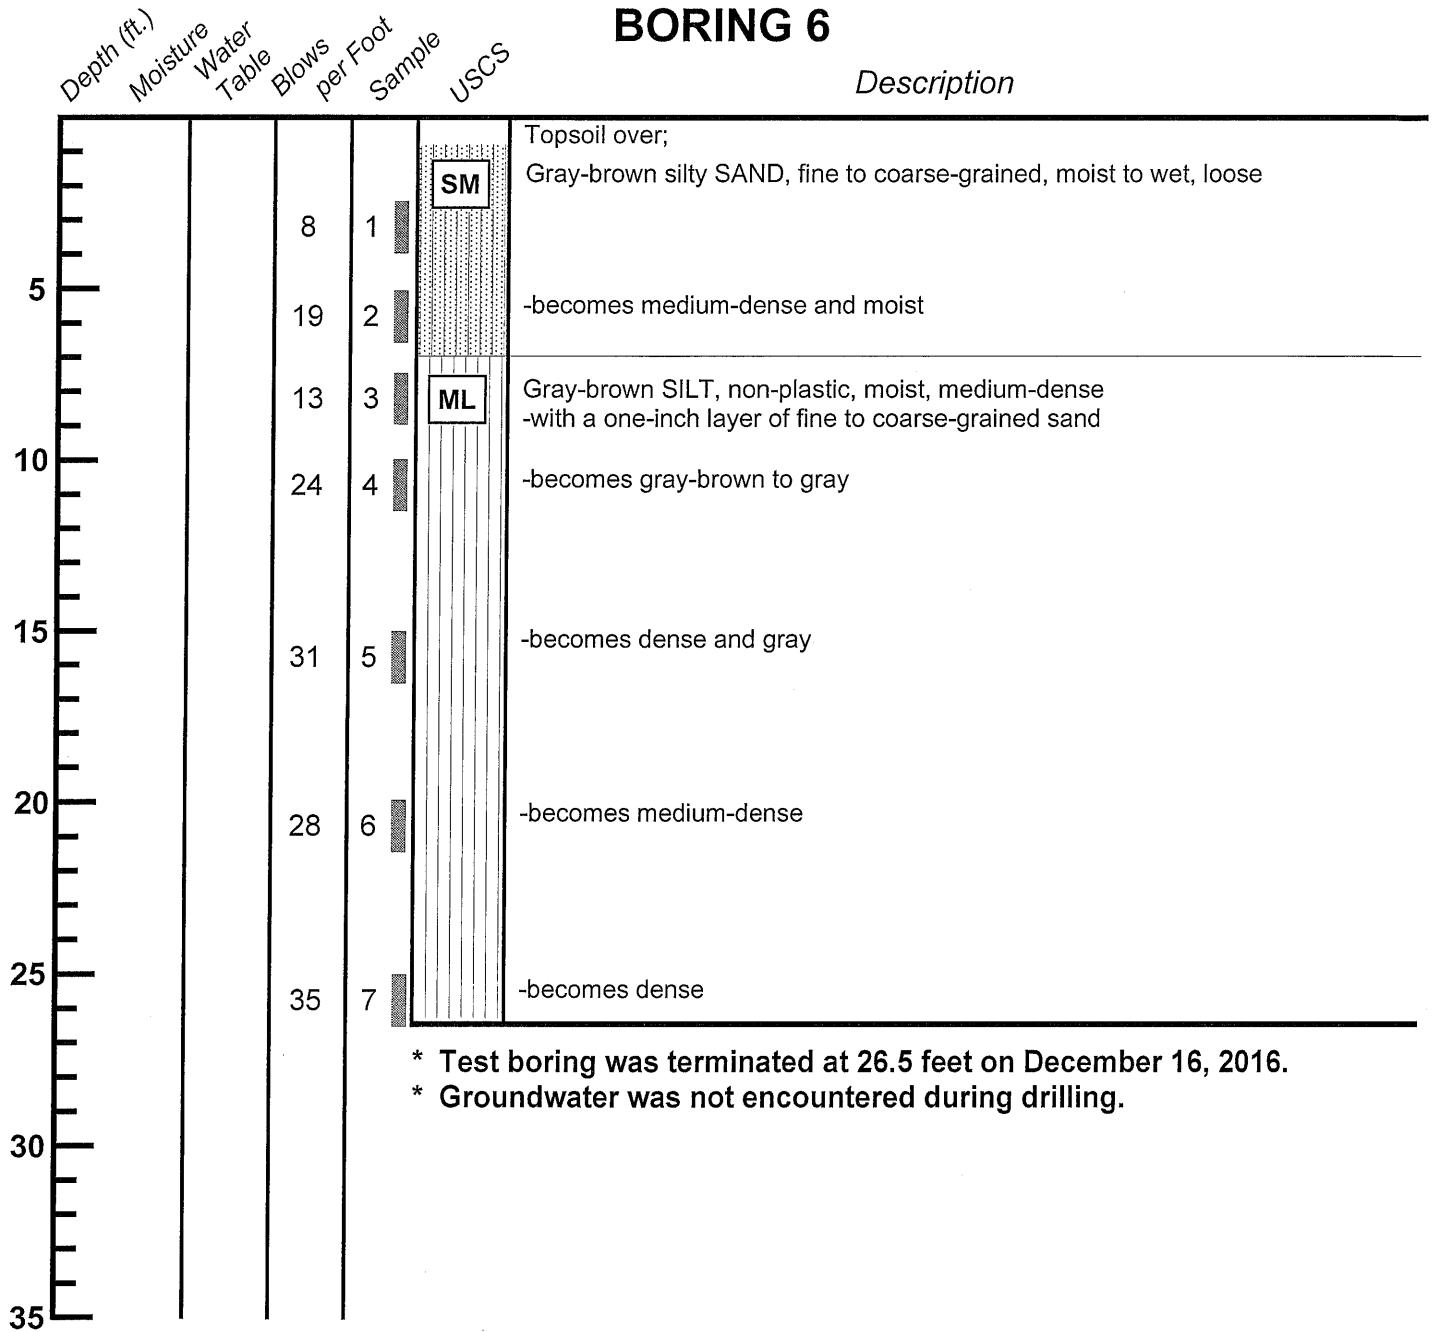 BORING 6
Depth (ft.)
Moisture
Water
Table
Blows
per Foot
Sample
USCS
Description
Topsoil over;
SM
Gray-brown silty SAND, fine to coarse-grained, moist to wet, loose
8 1
5
19 2
-becomes medium-dense and moist
13 3
ML
Gray-brown SILT, non-plastic, moist, medium-dense
-with a one-inch layer of fine to coarse-grained sand
10
24 4
-becomes gray-brown to gray
15
31 5
-becomes dense and gray
20
28 6
-becomes medium-dense
25
35 7
-becomes dense
* Test boring was terminated at 26.5 feet on December 16, 2016.
* Groundwater was not encountered during drilling.
30
35